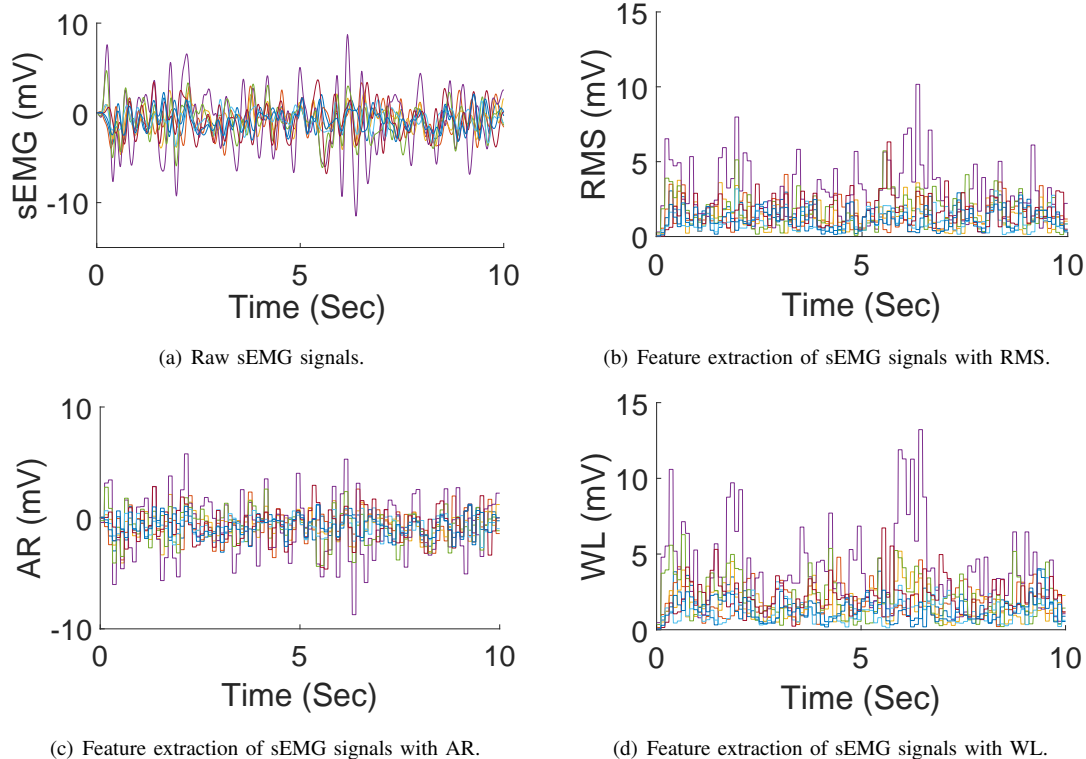 10
0
-10
sEMG (mV)
0
5
10
Time (Sec)
(a) Raw sEMG signals.
15
10
5
0
RMS (mV)
0
5
10
Time (Sec)
(b) Feature extraction of sEMG signals with RMS.
10
0
-10
AR (mV)
0
5
10
Time (Sec)
(c) Feature extraction of sEMG signals with AR.
15
10
5
0
WL (mV)
0
5
10
Time (Sec)
(d) Feature extraction of sEMG signals with WL.